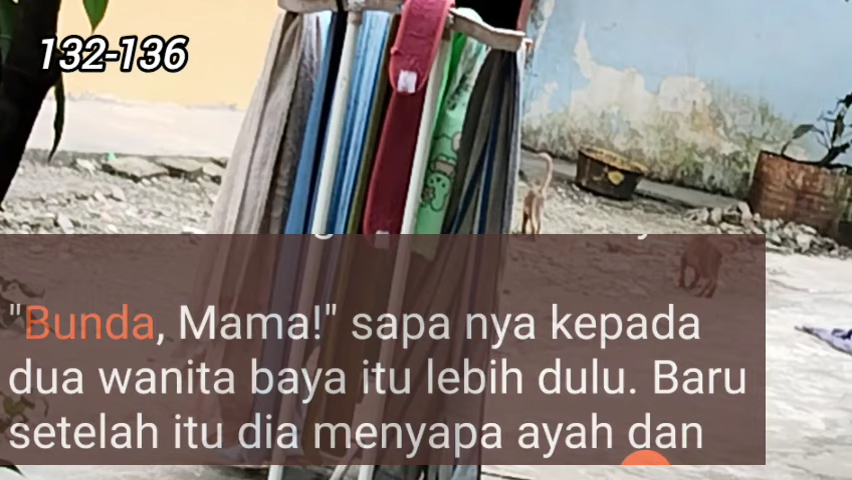 132-136
"Bunda, Mama!" sapa nya kepada
dua wanita baya itu lebih dulu. Baru
setelah itu dia menyapa ayah dan